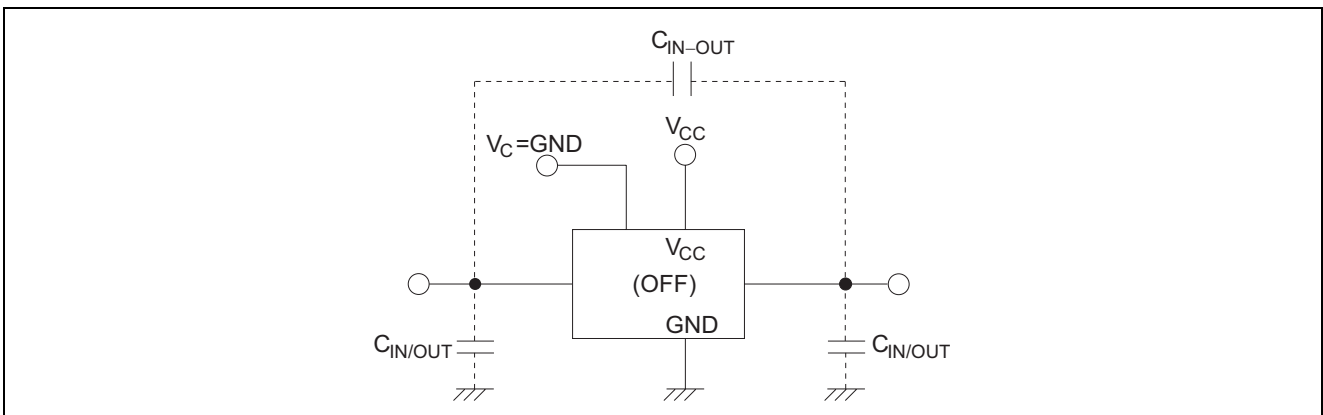 C_IN–OUT
V_CC
V_C=GND
V_CC
(OFF)
GND
C_IN/OUT
C_IN/OUT